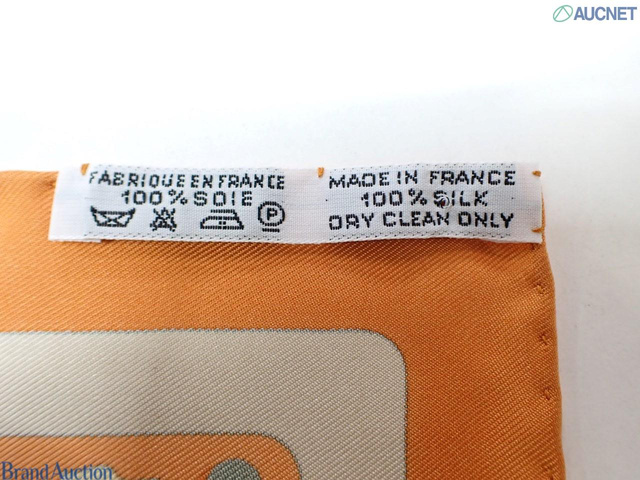 AUCNET
FABRIQUE EN FRANCE
100% SOIE
P
MADE IN FRANCE
100% SILK
DRY CLEAN ONLY
Brand Auction